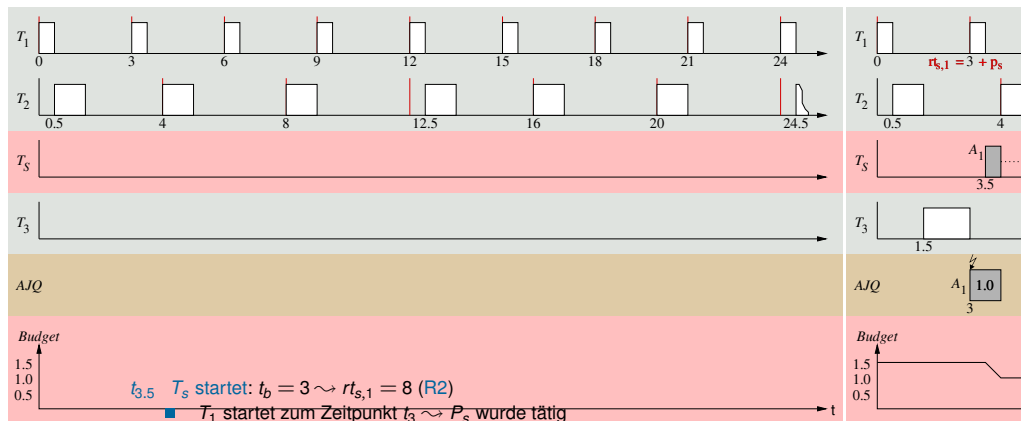 T1
0 3 6 9 12 15 18 21 24
T2
0.5 4 8 12.5 16 20 24.5
TS
T3
AJQ
Budget
1.5
1.0
0.5
t
t3.5 Ts startet: tb = 3 ⤳ rts,1 = 8 (R2)
■ T1 startet zum Zeitpunkt t3 ⤳ Ps wurde tätig
T1
0 3
rts,1 = 3 + ps
T2
0.5 4
TS
A1
3.5
T3
1.5
AJQ
A1 1.0
3
Budget
1.5
1.0
0.5